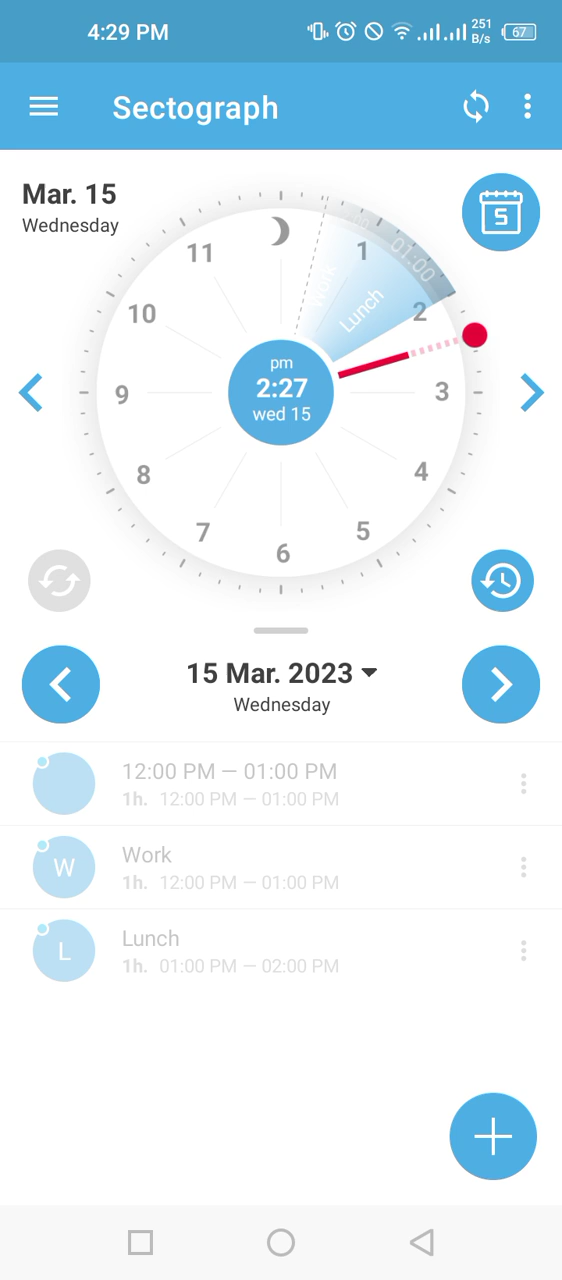 4:29 PM
251
B/s
67
Sectograph
Mar. 15
Wednesday
5
11
1
01:00
10
Work
Lunch
2
pm
2:27
wed 15
9
3
8
4
7
5
6
15 Mar. 2023
Wednesday
12:00 PM — 01:00 PM
1h. 12:00 PM — 01:00 PM
W
Work
1h. 12:00 PM — 01:00 PM
L
Lunch
1h. 01:00 PM — 02:00 PM